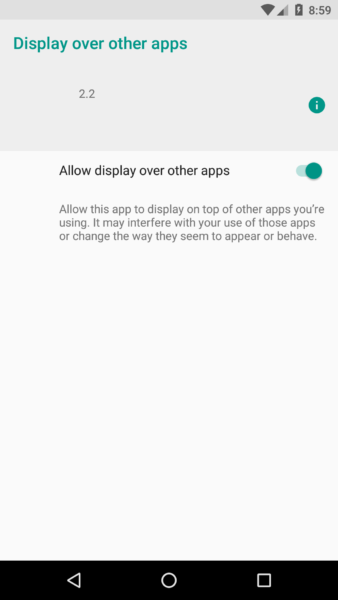 8:59
Display over other apps
2.2
Allow display over other apps
Allow this app to display on top of other apps you're
using. It may interfere with your use of those apps
or change the way they seem to appear or behave.